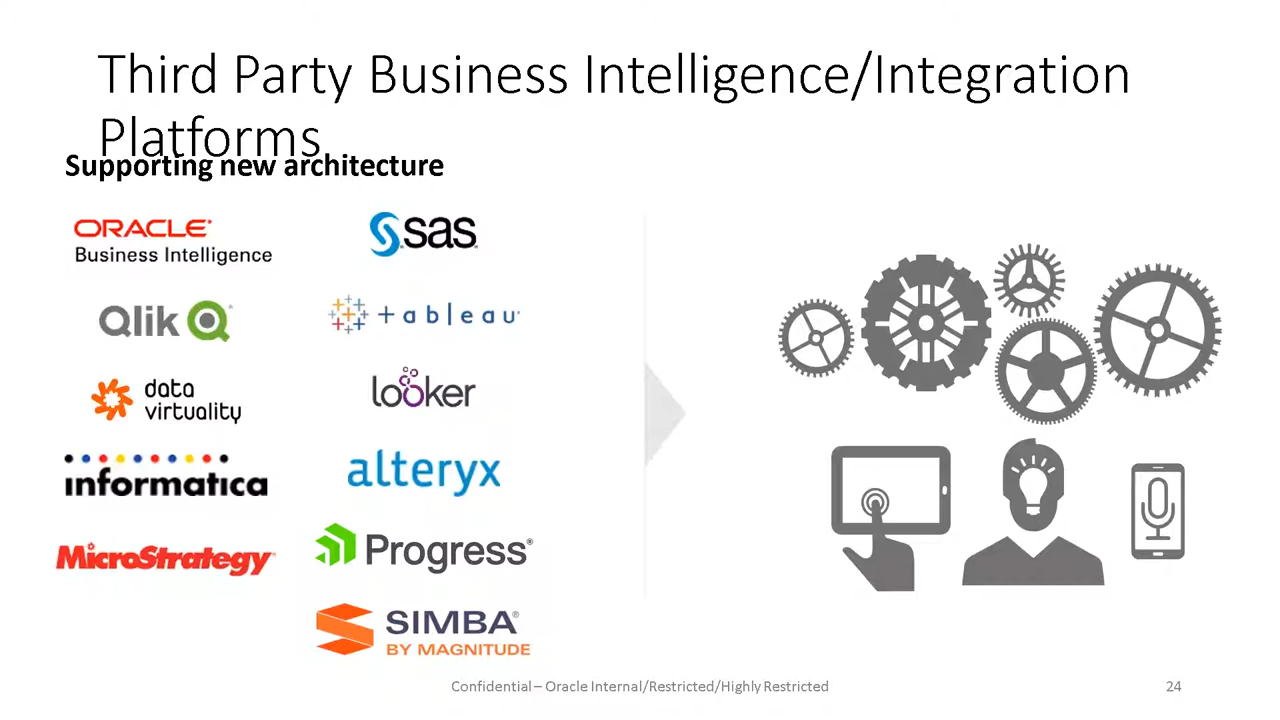 Third Party Business Intelligence/Integration
Platforms
Supporting new architecture
ORACLE
Business Intelligence
sas
Qlik
+ableau
data
virtuality
looker
informatica
alteryx
MicroStrategy
Progress®
SIMBA®
BY MAGNITUDE
Confidential – Oracle Internal/Restricted/Highly Restricted
24